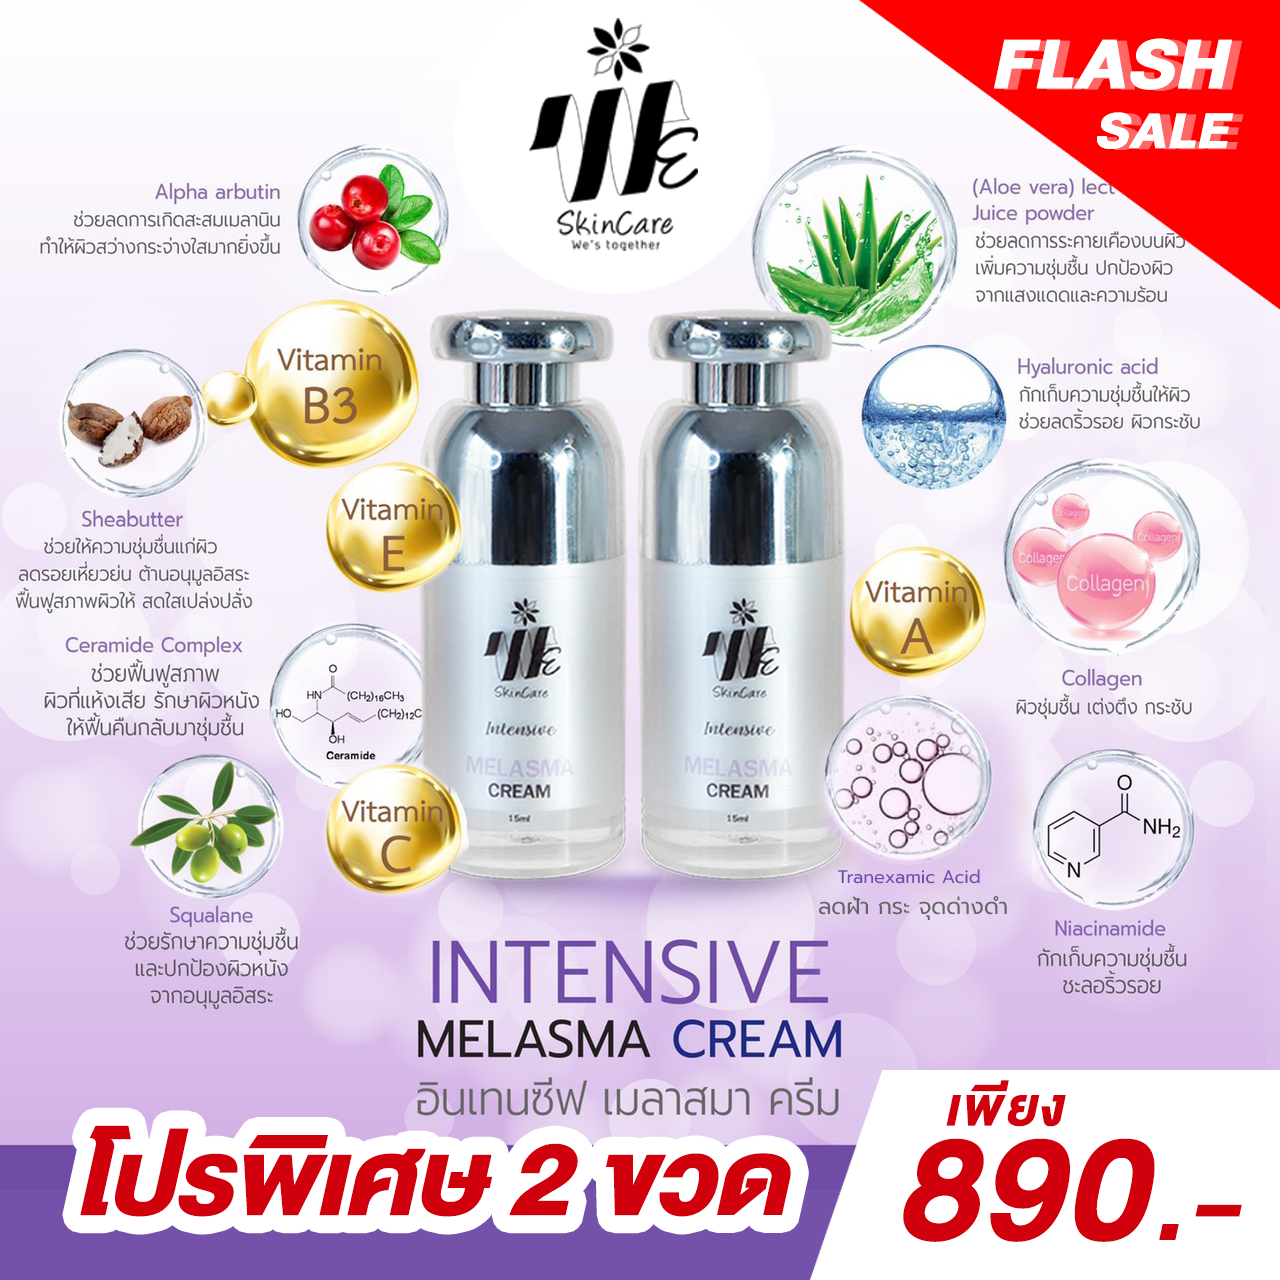 FLASH
SALE
WE
SkinCare
We's together
Alpha arbutin
ช่วยลดการเกิดสะสมเมลานิน
ทำให้ผิวสว่างกระจ่างใสมากยิ่งขึ้น
(Aloe vera) lect
Juice powder
ช่วยลดการระคายเคืองบนผิว
เพิ่มความชุ่มชื้น ปกป้องผิว
จากแสงแดดและความร้อน
Vitamin
B3
Hyaluronic acid
กักเก็บความชุ่มชื้นให้ผิว
ช่วยลดริ้วรอย ผิวกระชับ
Sheabutter
ช่วยให้ความชุ่มชื่นแก่ผิว
ลดรอยเหี่ยวย่น ต้านอนุมูลอิสระ
ฟื้นฟูสภาพผิวให้ สดใสเปล่งปลั่ง
Vitamin
E
Collagen
Collagen
Collagen
Collagen
Vitamin
A
Ceramide Complex
ช่วยฟื้นฟูสภาพ
ผิวที่แห้งเสีย รักษาผิวหนัง
ให้ฟื้นคืนกลับมาชุ่มชื้น
O
HN
(CH2)16CH3
HO
(CH2)12C
OH
Ceramide
Collagen
ผิวชุ่มชื้น เต่งตึง กระชับ
WE
SkinCare
Intensive
MELASMA
CREAM
15ml
WE
SkinCare
Intensive
MELASMA
CREAM
15ml
Vitamin
C
Tranexamic Acid
ลดฝ้า กระ จุดด่างดำ
O
NH2
N
Niacinamide
กักเก็บความชุ่มชื้น
ชะลอริ้วรอย
Squalane
ช่วยรักษาความชุ่มชื้น
และปกป้องผิวหนัง
จากอนุมูลอิสระ
INTENSIVE
MELASMA CREAM
อินเทนซีฟ เมลาสมา ครีม
โปรพิเศษ 2 ขวด
เพียง
890.-